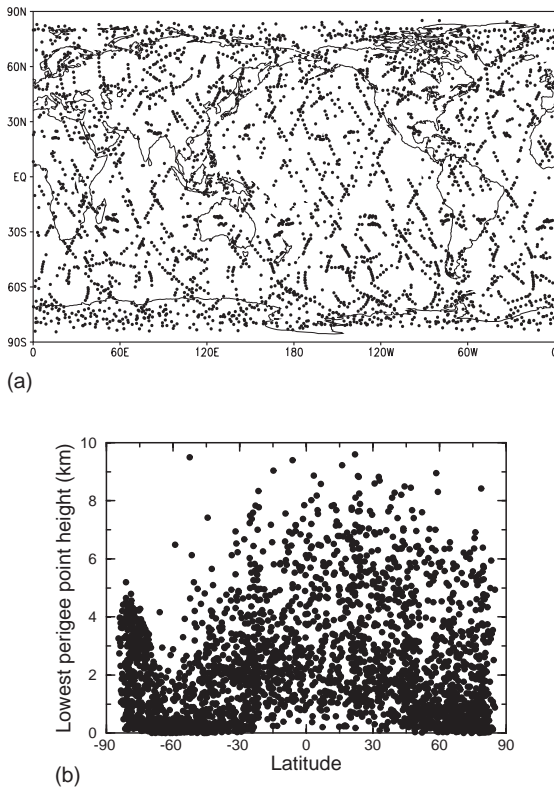 90N
60N
30N
EQ
30S
60S
90S
0 60E 120E 180 120W 60W 0
(a)
10
8
6
4
2
0
Lowest perigee point height (km)
-90 -60 -30 0 30 60 90
Latitude
(b)